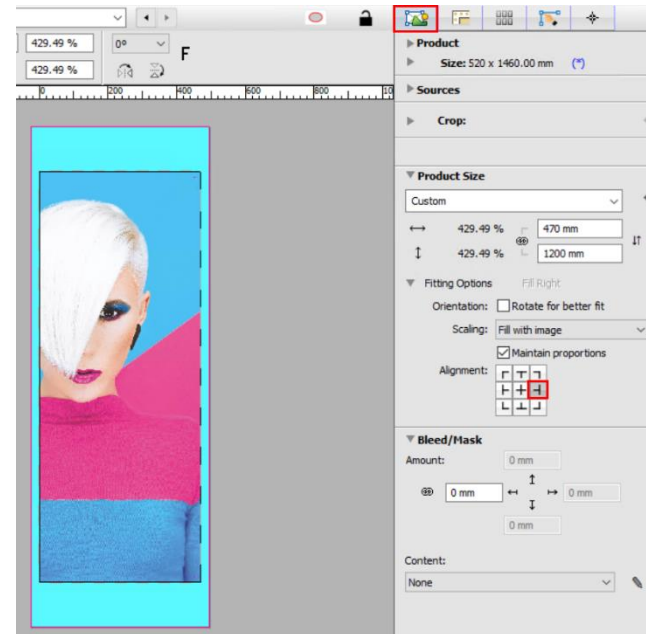 429.49 %
0°
F
429.49 %
0
200
400
600
800
10
Product
Size: 520 x 1460.00 mm (*)
Sources
Crop:
Product Size
Custom
429.49 %
470 mm
429.49 %
1200 mm
Fitting Options Fill Right
Orientation: Rotate for better fit
Scaling: Fill with image
Maintain proportions
Alignment:
Bleed/Mask
Amount: 0 mm
0 mm
0 mm
0 mm
Content:
None